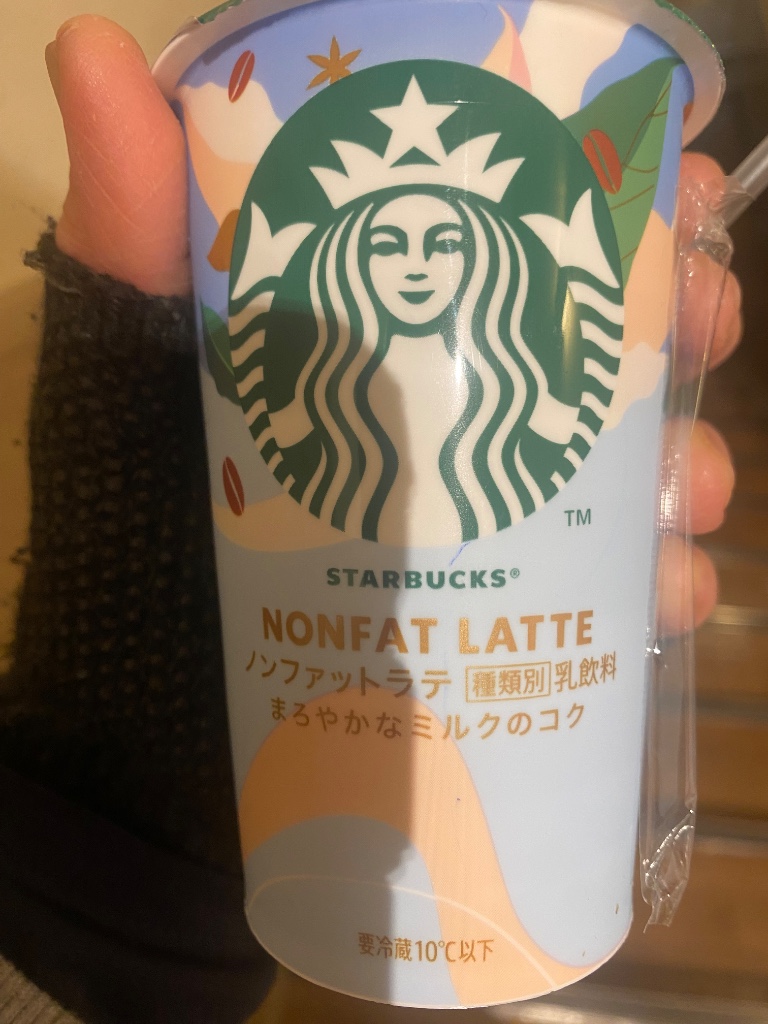 TM
STARBUCKS®
NONFAT LATTE
ノンファットラテ 種類別 乳飲料
まろやかなミルクのコク
要冷蔵10℃以下